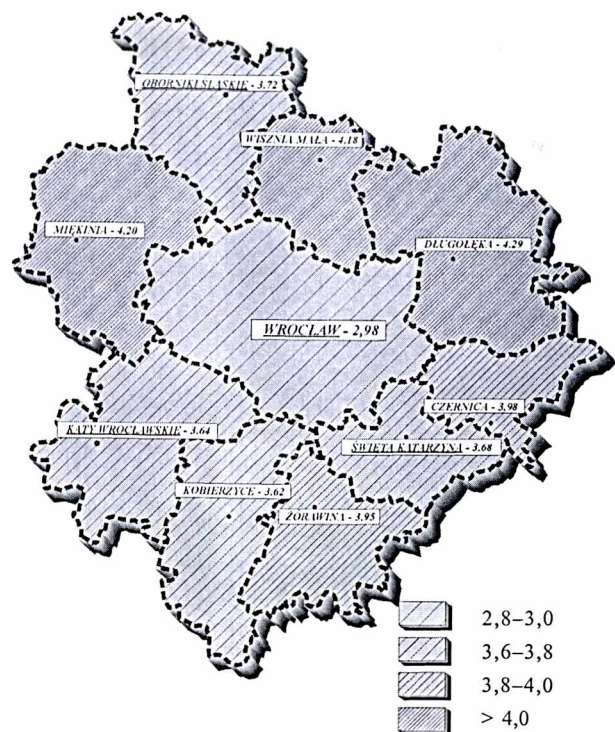 OBORNIKI ŚLĄSKIE - 3.72
WISZNIA MAŁA - 4.18
MIĘKINIA - 4,20
DŁUGOŁĘKA - 4.29
WROCŁAW - 2,98
CZERNICA - 3,98
KATY WROCŁAWSKIE - 3.64
ŚWIĘTA KATARZYNA - 3.68
KOBIERZYCE - 3.62
ŻÓRAWINA - 3,95
2,8–3,0
3,6–3,8
3,8–4,0
> 4,0